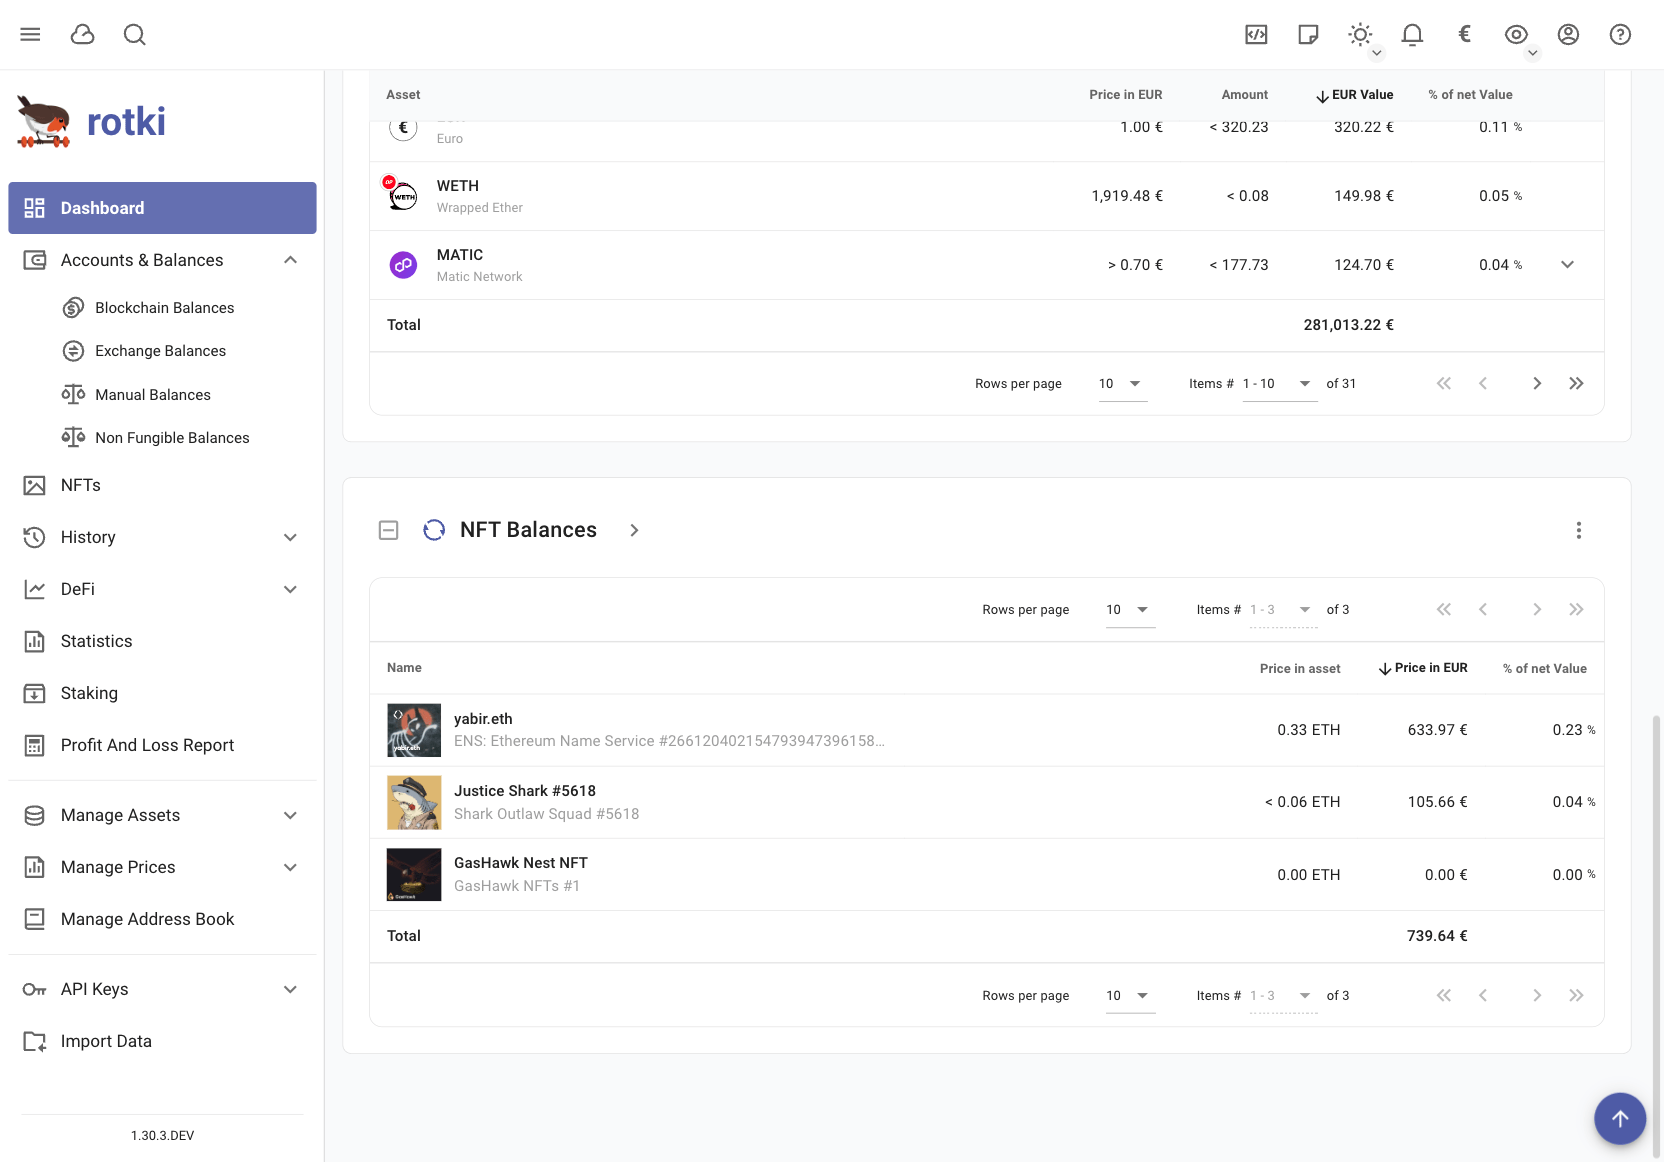 rotki
Dashboard
Accounts & Balances
Blockchain Balances
Exchange Balances
Manual Balances
Non Fungible Balances
NFTs
History
DeFi
Statistics
Staking
Profit And Loss Report
Manage Assets
Manage Prices
Manage Address Book
API Keys
Import Data
1.30.3.DEV
Asset Price in EUR Amount EUR Value % of net Value
Euro 1.00 € < 320.23 320.22 € 0.11 %
WETH
Wrapped Ether 1,919.48 € < 0.08 149.98 € 0.05 %
MATIC
Matic Network > 0.70 € < 177.73 124.70 € 0.04 %
Total 281,013.22 €
Rows per page 10 Items # 1 - 10 of 31
NFT Balances
Rows per page 10 Items # 1 - 3 of 3
Name Price in asset Price in EUR % of net Value
yabir.eth
ENS: Ethereum Name Service #266120402154793947396158... 0.33 ETH 633.97 € 0.23 %
Justice Shark #5618
Shark Outlaw Squad #5618 < 0.06 ETH 105.66 € 0.04 %
GasHawk Nest NFT
GasHawk NFTs #1 0.00 ETH 0.00 € 0.00 %
Total 739.64 €
Rows per page 10 Items # 1 - 3 of 3